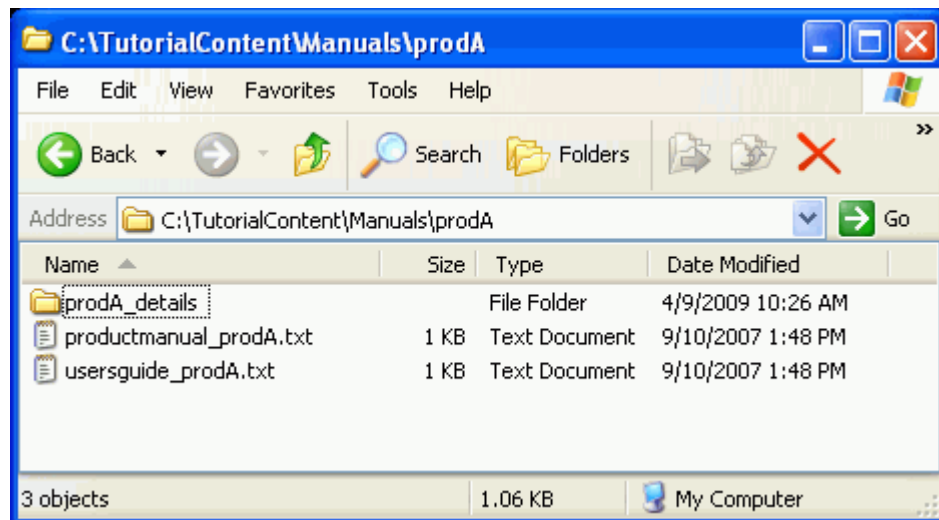 C:\TutorialContent\Manuals\prodA
File Edit View Favorites Tools Help
Back Search Folders »
Address C:\TutorialContent\Manuals\prodA Go
Name Size Type Date Modified
prodA_details File Folder 4/9/2009 10:26 AM
productmanual_prodA.txt 1 KB Text Document 9/10/2007 1:48 PM
usersguide_prodA.txt 1 KB Text Document 9/10/2007 1:48 PM
3 objects 1.06 KB My Computer